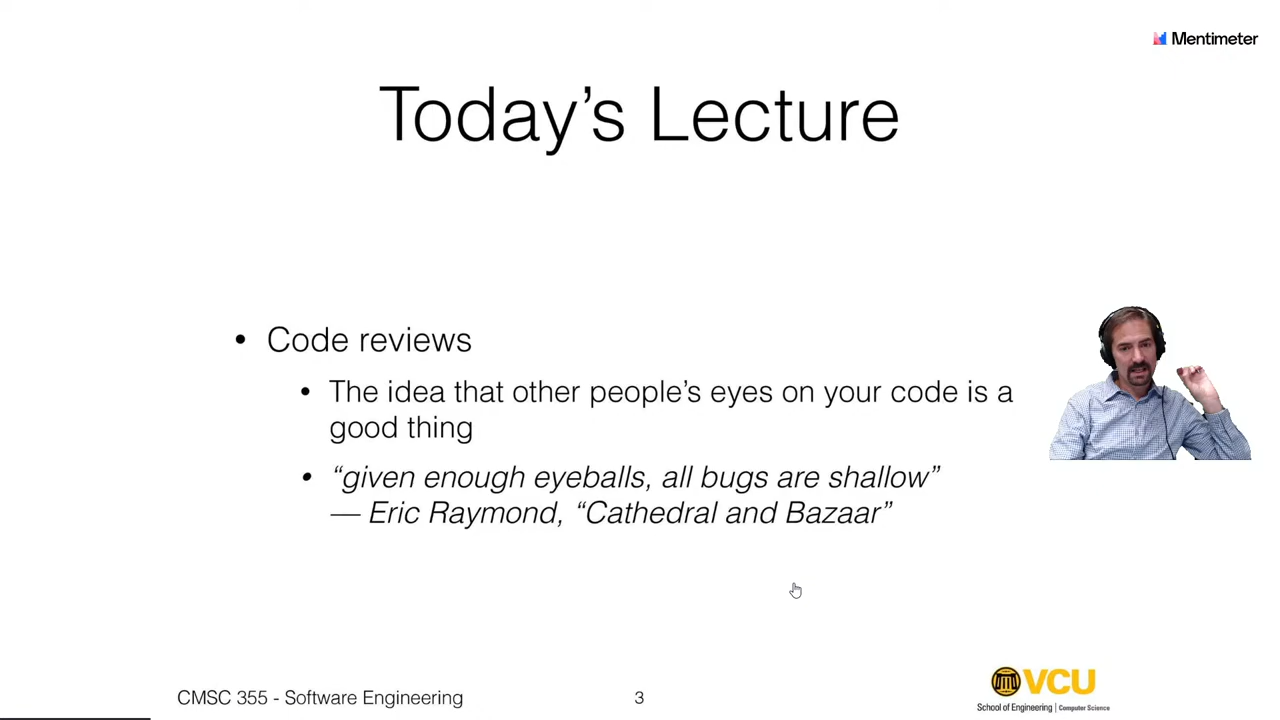 Mentimeter
Today’s Lecture
• Code reviews
• The idea that other people’s eyes on your code is a
good thing
• “given enough eyeballs, all bugs are shallow”
— Eric Raymond, “Cathedral and Bazaar”
CMSC 355 - Software Engineering
3
VCU
School of Engineering | Computer Science